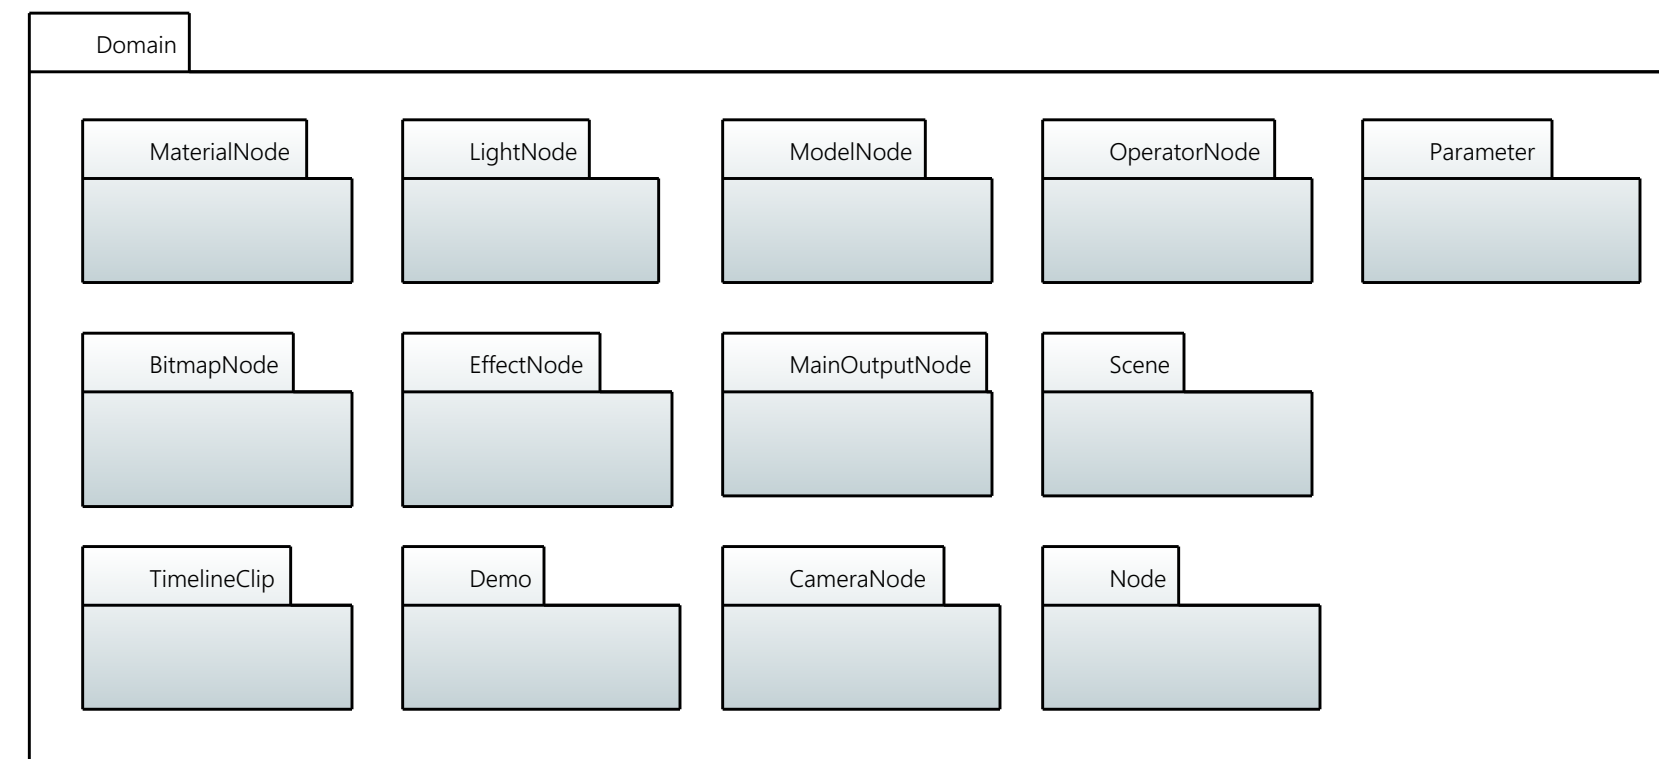 Domain
MaterialNode
LightNode
ModelNode
OperatorNode
Parameter
BitmapNode
EffectNode
MainOutputNode
Scene
TimelineClip
Demo
CameraNode
Node